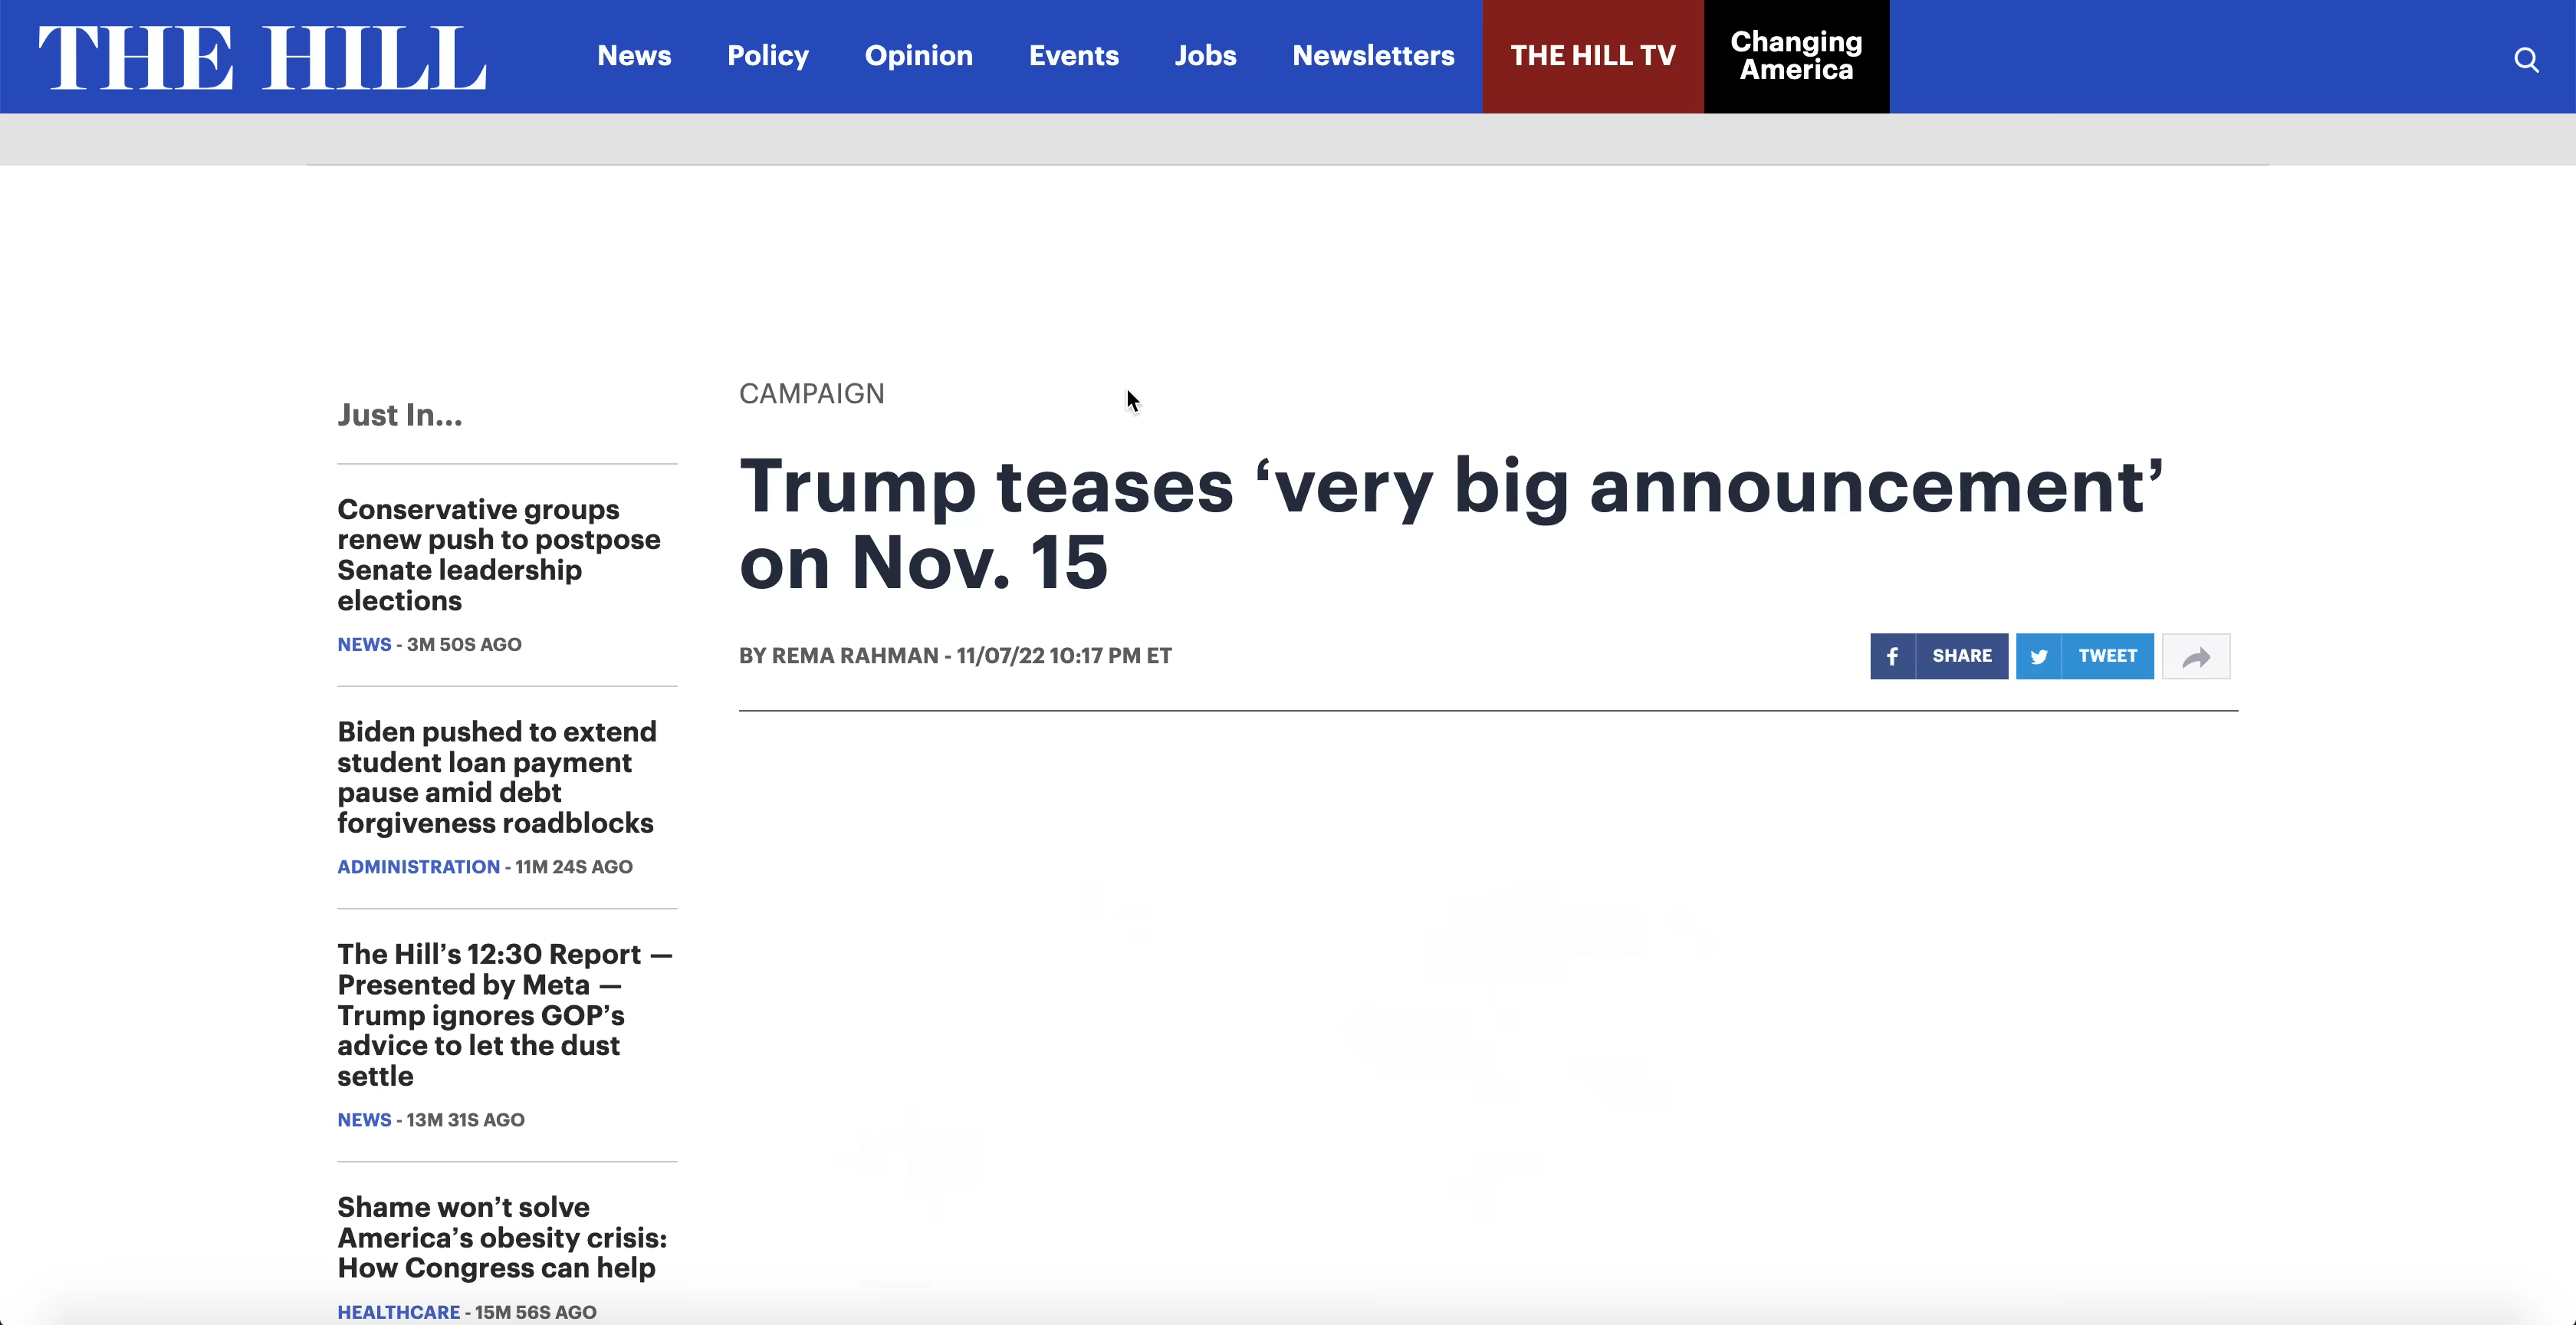 THE HILL
News Policy Opinion Events Jobs Newsletters THE HILL TV Changing
America
Just In...
Conservative groups
renew push to postpose
Senate leadership
elections
NEWS - 3M 50S AGO
Biden pushed to extend
student loan payment
pause amid debt
forgiveness roadblocks
ADMINISTRATION - 11M 24S AGO
The Hill’s 12:30 Report —
Presented by Meta —
Trump ignores GOP’s
advice to let the dust
settle
NEWS - 13M 31S AGO
Shame won’t solve
America’s obesity crisis:
How Congress can help
HEALTHCARE - 15M 56S AGO
CAMPAIGN
Trump teases ‘very big announcement’
on Nov. 15
BY REMA RAHMAN - 11/07/22 10:17 PM ET
SHARE TWEET